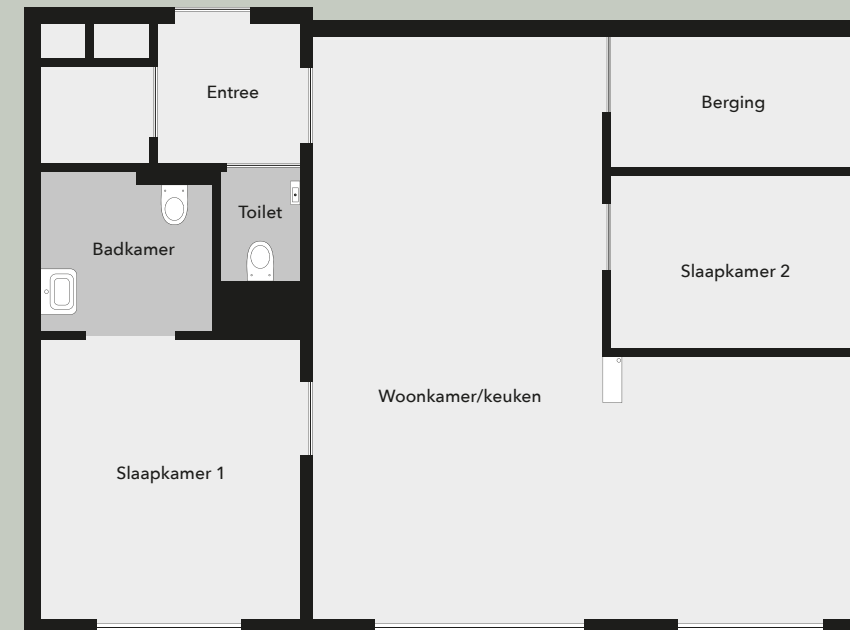 Entree
Berging
Toilet
Badkamer
Slaapkamer 2
Woonkamer/keuken
Slaapkamer 1